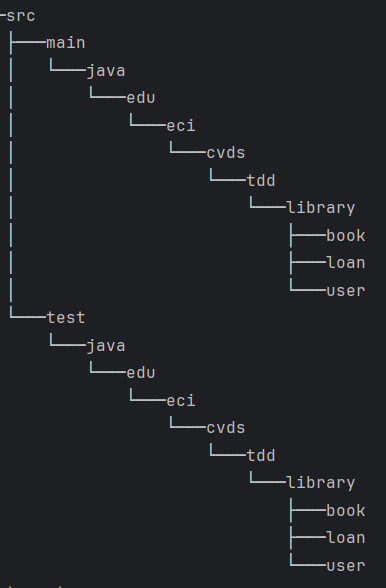 src
main
java
edu
eci
cvds
tdd
library
book
loan
user
test
java
edu
eci
cvds
tdd
library
book
loan
user